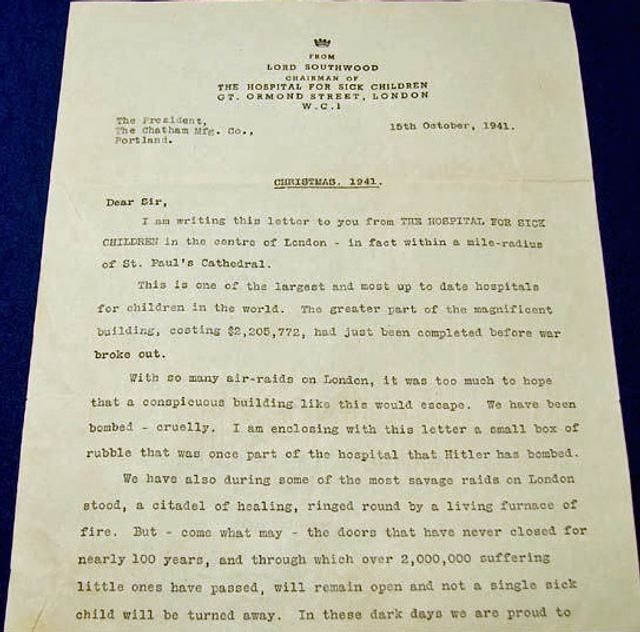 FROM
LORD SOUTHWOOD
CHAIRMAN OF
THE HOSPITAL FOR SICK CHILDREN
GT. ORMOND STREET, LONDON
W.C.1
The President,
The Chatham Mfg. Co.,
Portland.
15th October, 1941.
CHRISTMAS, 1941.
Dear Sir,
I am writing this letter to you from THE HOSPITAL FOR SICK
CHILDREN in the centre of London - in fact within a mile-radius
of St. Paul's Cathedral.
This is one of the largest and most up to date hospitals
for children in the world. The greater part of the magnificent
building, costing $2,205,772, had just been completed before war
broke out.
With so many air-raids on London, it was too much to hope
that a conspicuous building like this would escape. We have been
bombed - cruelly. I am enclosing with this letter a small box of
rubble that was once part of the hospital that Hitler has bombed.
We have also during some of the most savage raids on London
stood, a citadel of healing, ringed round by a living furnace of
fire. But - come what may - the doors that have never closed for
nearly 100 years, and through which over 2,000,000 suffering
little ones have passed, will remain open and not a single sick
child will be turned away. In these dark days we are proud to